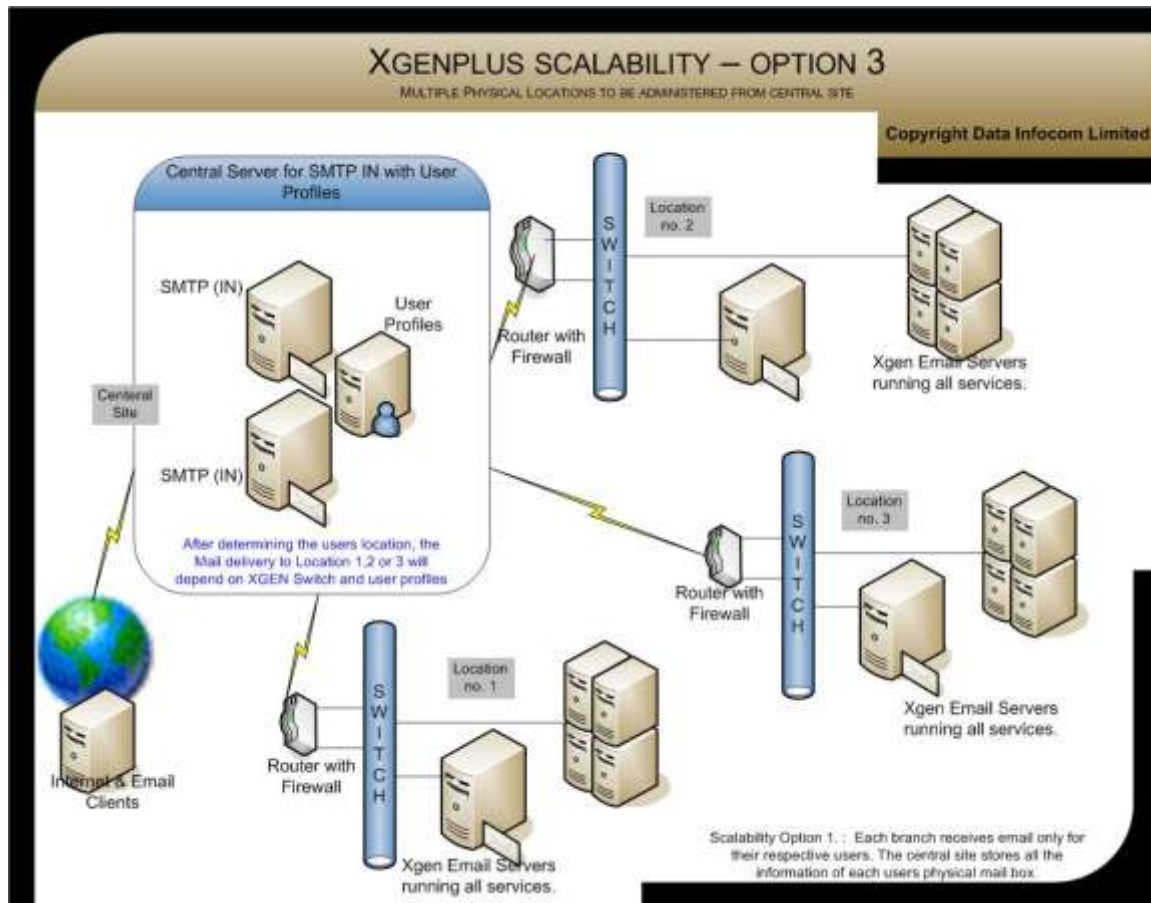 XGENPLUS SCALABILITY – OPTION 3
MULTIPLE PHYSICAL LOCATIONS TO BE ADMINISTERED FROM CENTRAL SITE
Copyright Data Infocom Limited
Central Server for SMTP IN with User
Profiles
SMTP (IN)
User
Profiles
SMTP (IN)
After determining the users location, the
Mail delivery to Location 1,2 or 3 will
depend on XGEN Switch and user profiles
Centeral
Site
Internet & Email
Clients
Router with
Firewall
SWITCH
Location
no. 2
Xgen Email Servers
running all services.
Router with
Firewall
SWITCH
Location
no. 3
Xgen Email Servers
running all services.
Router with
Firewall
SWITCH
Location
no. 1
Xgen Email Servers
running all services.
Scalability Option 1. : Each branch receives email only for
their respective users. The central site stores all the
information of each users physical mail box.